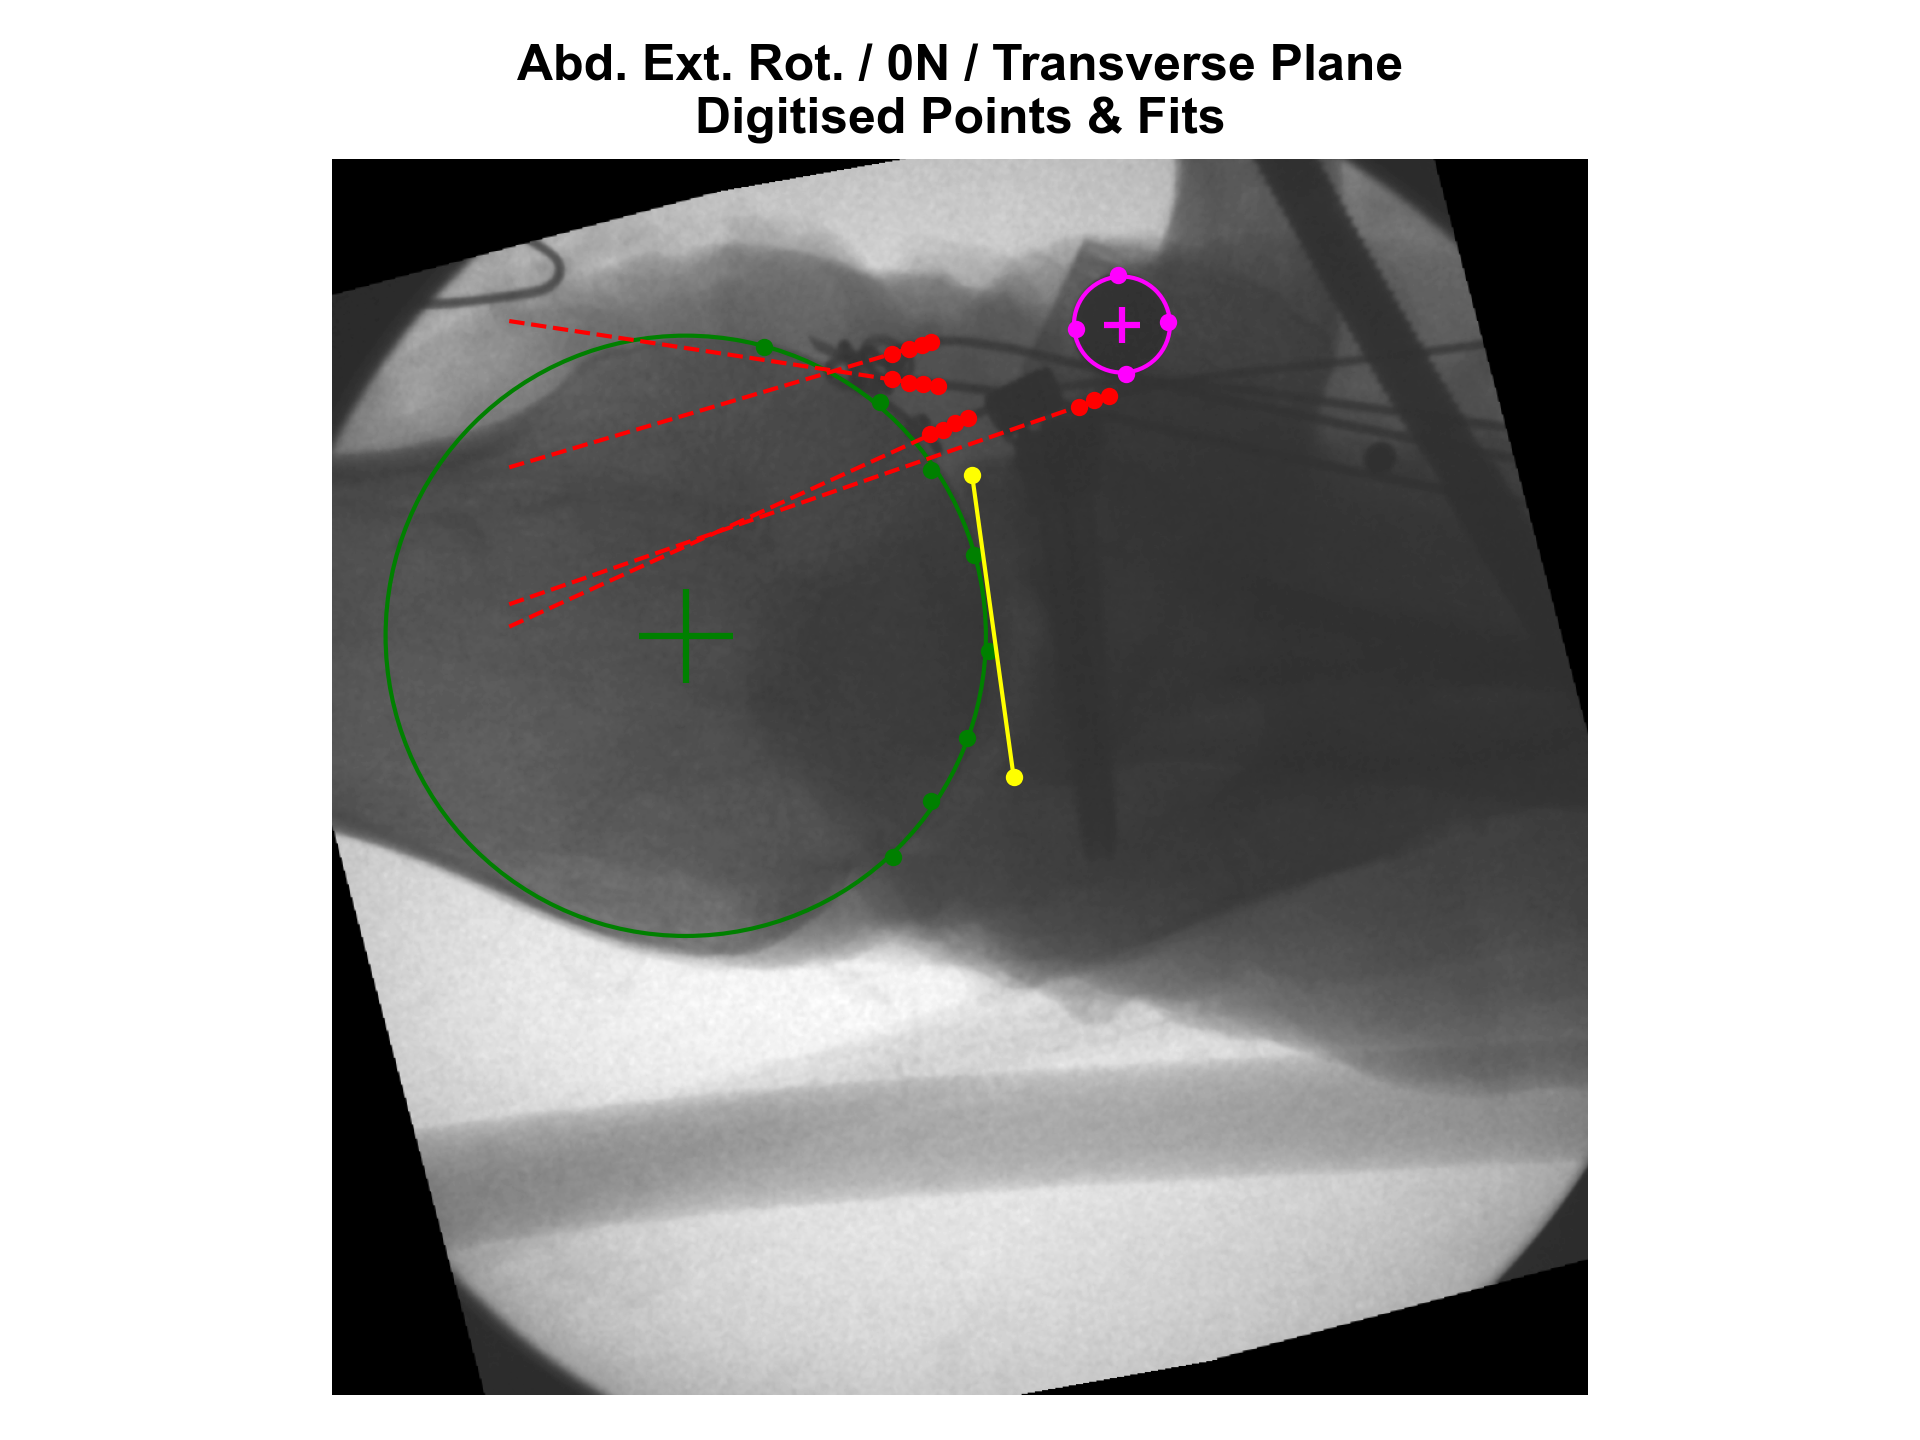 Abd. Ext. Rot. / 0N / Transverse Plane
Digitised Points & Fits